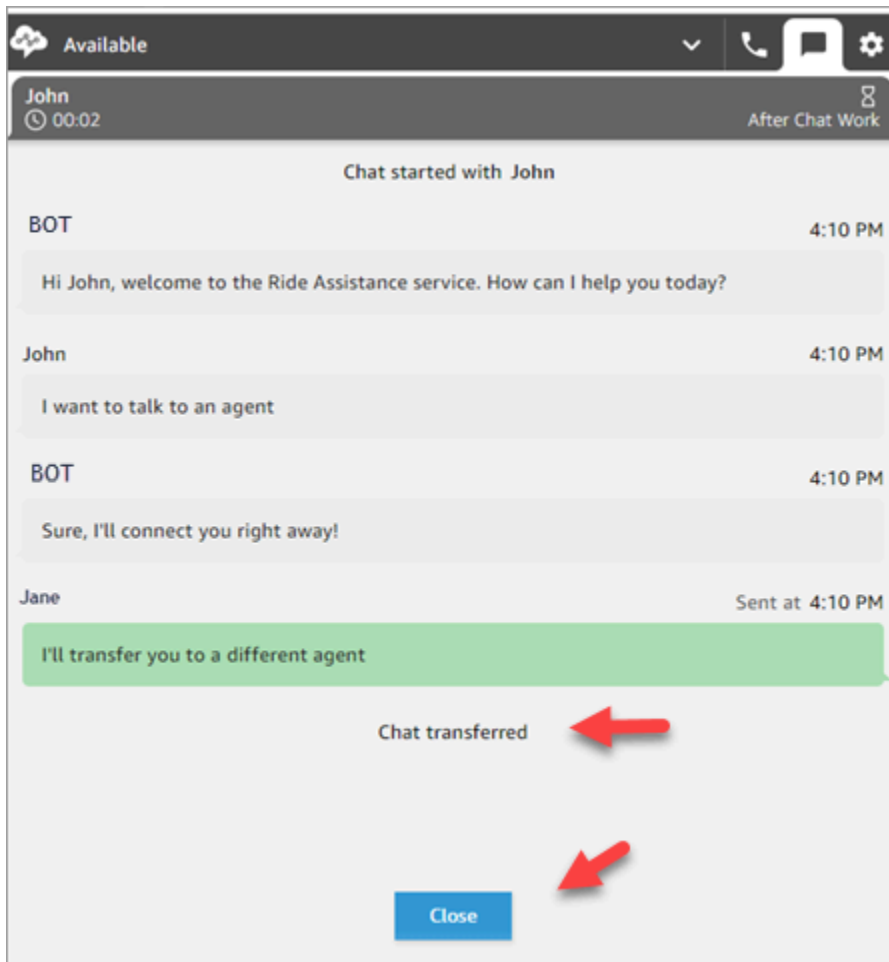 Available
John
00:02
After Chat Work
Chat started with John
BOT
4:10 PM
Hi John, welcome to the Ride Assistance service. How can I help you today?
John
4:10 PM
I want to talk to an agent
BOT
4:10 PM
Sure, I'll connect you right away!
Jane
Sent at 4:10 PM
I'll transfer you to a different agent
Chat transferred
Close